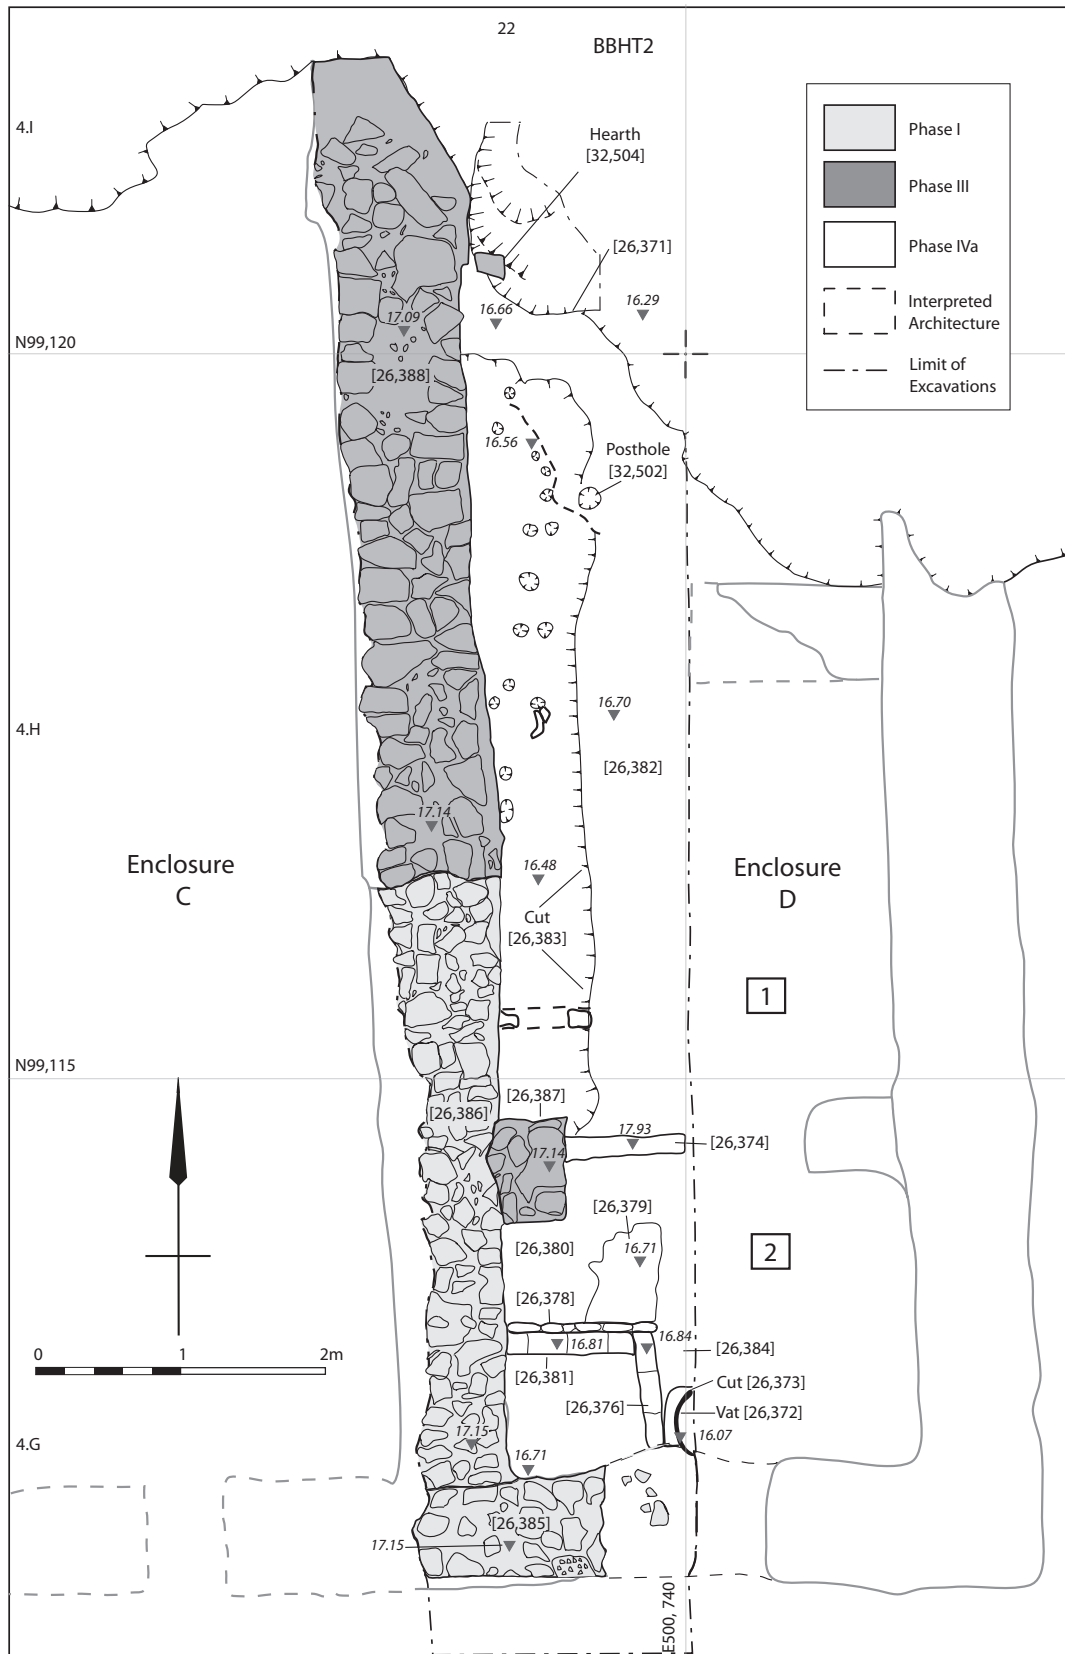 22
BBHT2
4.I
Hearth
[32,504]
Phase I
Phase III
Phase IVa
Interpreted
Architecture
Limit of
Excavations
[26,371]
16.29
16.66
17.09
N99,120
[26,388]
16.56
Posthole
[32,502]
16.70
4.H
[26,382]
17.14
16.48
Enclosure
C
Enclosure
D
Cut
[26,383]
1
N99,115
[26,387]
[26,386]
17.93
[26,374]
17.14
[26,379]
[26,380]
16.71
2
[26,378]
16.84
16.81
[26,384]
0 1 2m
[26,381]
Cut [26,373]
[26,376]
Vat [26,372]
16.07
17.15
4.G
16.71
[26,385]
17.15
E500, 740